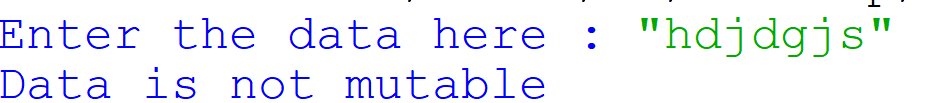 Enter the data here : "hdjdgjs"
Data is not mutable